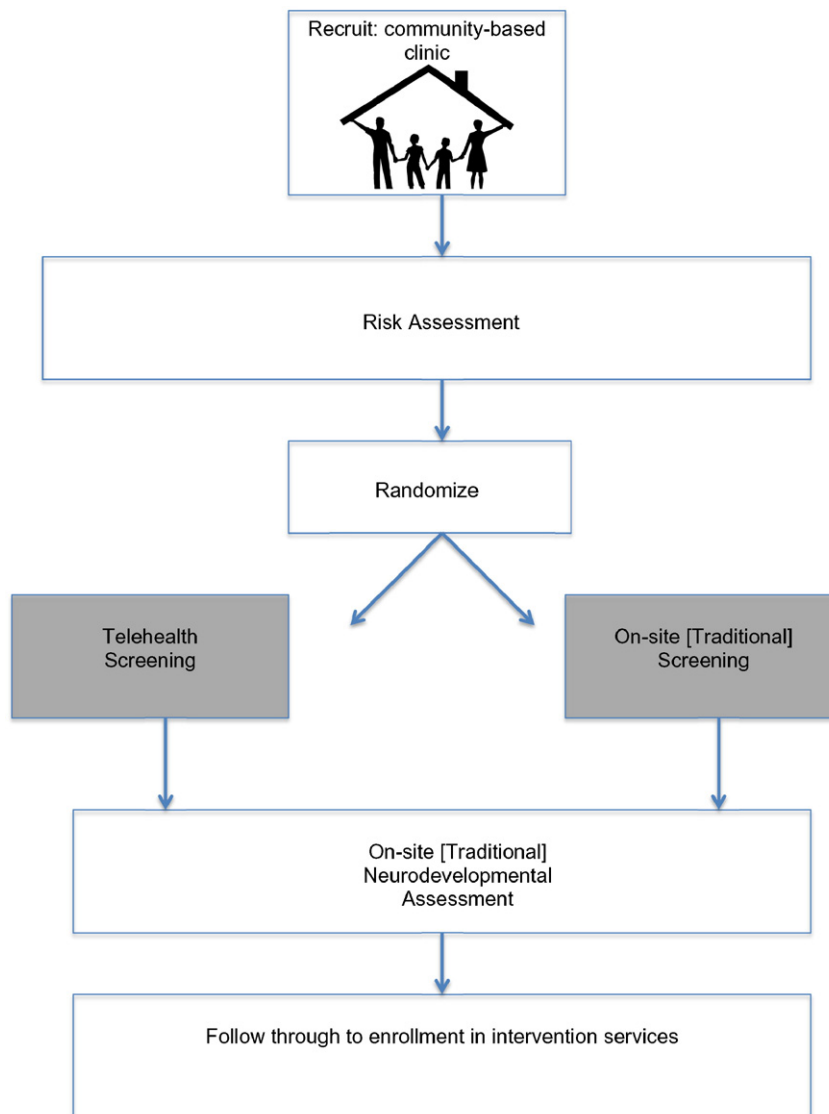 Recruit: community-based
clinic
Risk Assessment
Randomize
Telehealth
Screening
On-site [Traditional]
Screening
On-site [Traditional]
Neurodevelopmental
Assessment
Follow through to enrollment in intervention services